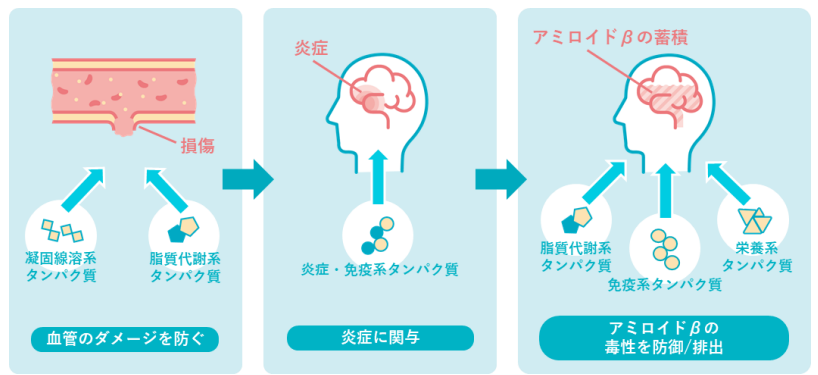 損傷
凝固線溶系
タンパク質
脂質代謝系
タンパク質
血管のダメージを防ぐ
炎症
炎症・免疫系タンパク質
炎症に関与
アミロイドβの蓄積
脂質代謝系
タンパク質
免疫系タンパク質
栄養系
タンパク質
アミロイドβの
毒性を防御/排出